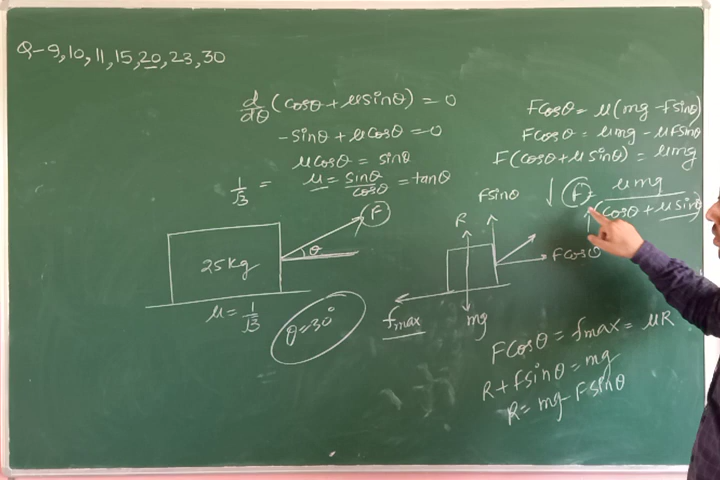 Q-9,10,11,15,20,23,30
d/dθ (cosθ + μsinθ) = 0
-sinθ + μcosθ = 0
μcosθ = sinθ
1/√3 = μ = sinθ/cosθ = tanθ
Fcosθ = μ(mg - Fsinθ)
Fcosθ = μmg - μFsinθ
F(cosθ + μsinθ) = μmg
↓ F = μmg/(cosθ + μsinθ)
F
θ
25kg
μ = 1/√3
θ=30°
Fsinθ
R
Fcosθ
fmax
mg
Fcosθ = fmax = μR
R + Fsinθ = mg
R = mg - Fsinθ